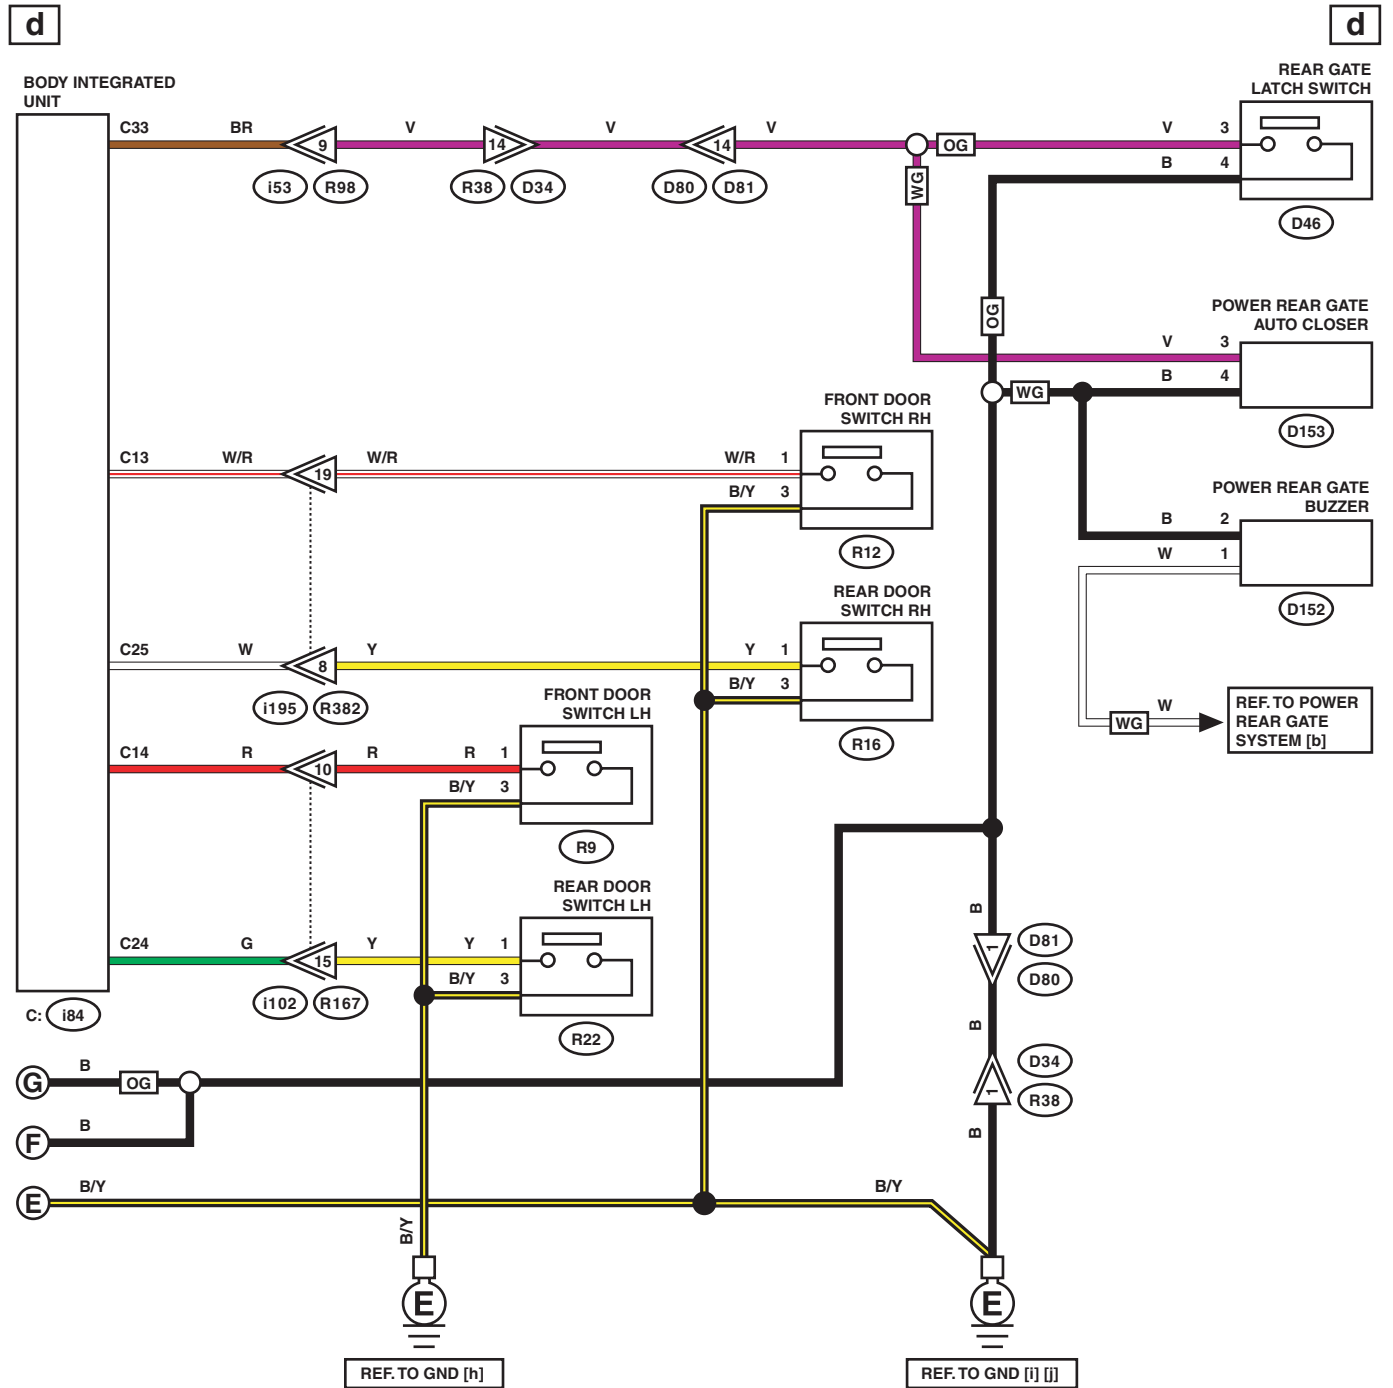 d
d
BODY INTEGRATED
UNIT
REAR GATE
LATCH SWITCH
C33 BR 9 V 14 V 14 V OG V 3
B 4
i53 R98 R38 D34 D80 D81
WG
D46
OG
POWER REAR GATE
AUTO CLOSER
V 3
B 4
WG
D153
FRONT DOOR
SWITCH RH
C13 W/R 19 W/R W/R 1
B/Y 3
R12
POWER REAR GATE
BUZZER
B 2
W 1
D152
REAR DOOR
SWITCH RH
C25 W 8 Y Y 1
B/Y 3
i195 R382
R16
W
WG
REF. TO POWER
REAR GATE
SYSTEM [b]
FRONT DOOR
SWITCH LH
C14 R 10 R R 1
B/Y 3
R9
REAR DOOR
SWITCH LH
C24 G 15 Y Y 1
B/Y 3
i102 R167
R22
C: i84
B
1
D81
D80
B
D34
1
R38
B
G B OG
F B
E B/Y B/Y
B/Y
E
E
REF. TO GND [h]
REF. TO GND [i] [j]